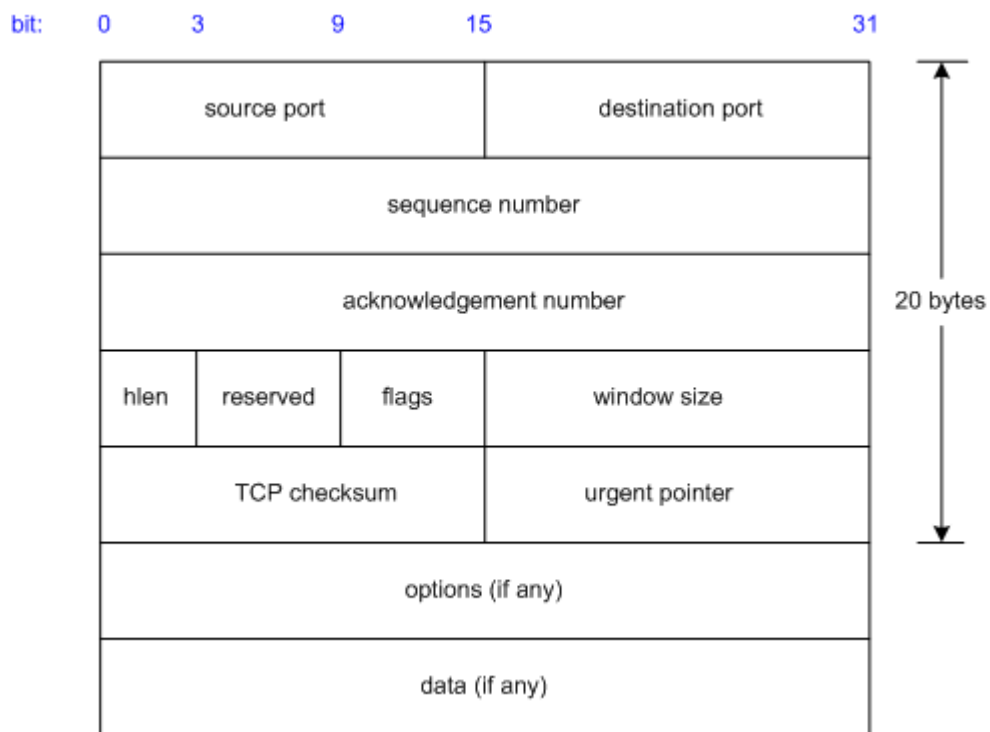 bit: 0 3 9 15 31
source port destination port
sequence number
acknowledgement number
20 bytes
hlen reserved flags window size
TCP checksum urgent pointer
options (if any)
data (if any)